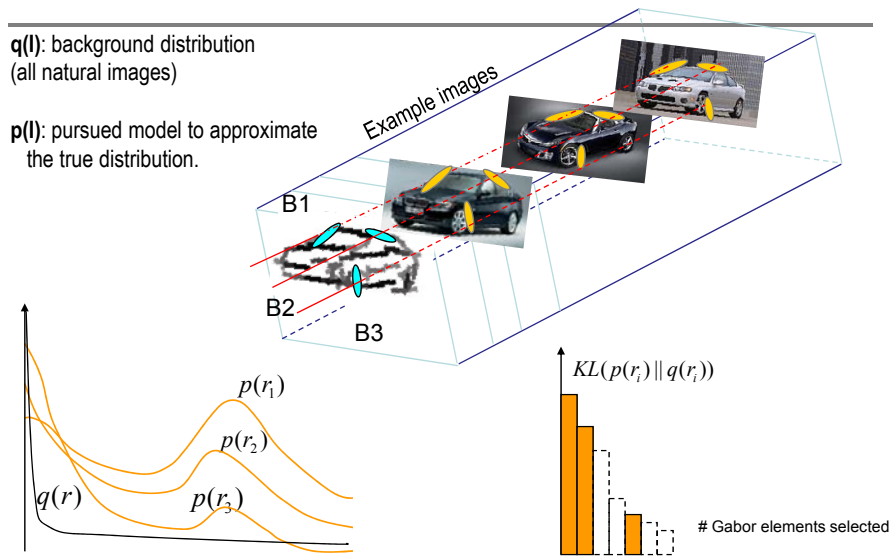 q(I): background distribution
(all natural images)
p(I): pursued model to approximate
the true distribution.
Example images
B1
B2
B3
p(r₁)
p(r₂)
p(r₃)
q(r)
KL(p(rᵢ) || q(rᵢ))
# Gabor elements selected